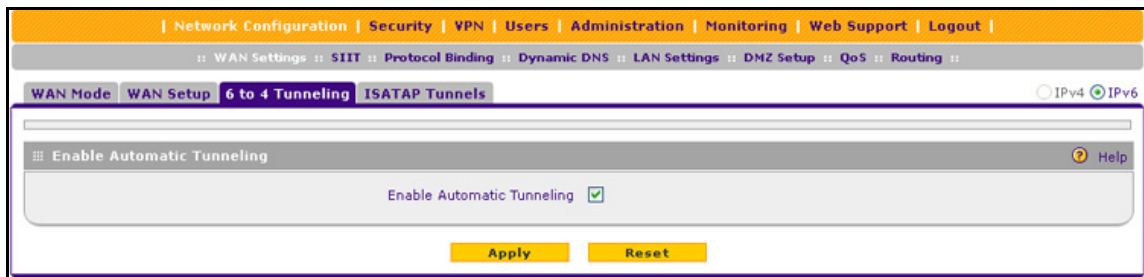 | Network Configuration | Security | VPN | Users | Administration | Monitoring | Web Support | Logout |
:: WAN Settings :: SIIT :: Protocol Binding :: Dynamic DNS :: LAN Settings :: DMZ Setup :: QoS :: Routing ::
WAN Mode WAN Setup 6 to 4 Tunneling ISATAP Tunnels IPv4 IPv6
Enable Automatic Tunneling ? Help
Enable Automatic Tunneling
Apply Reset